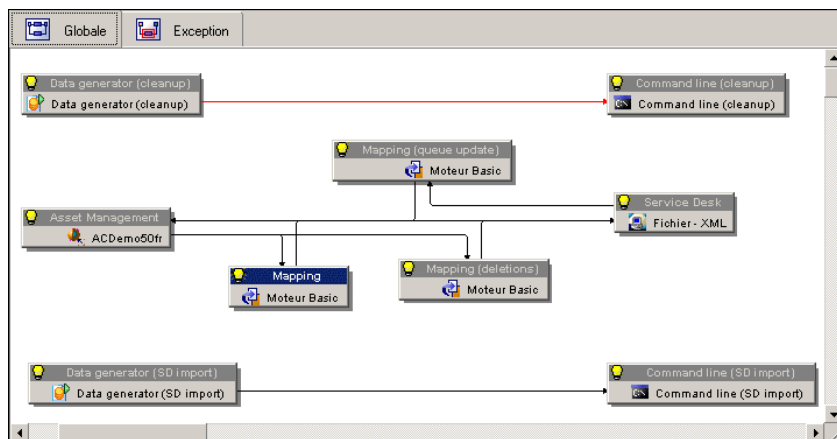 Globale
Exception
Data generator (cleanup)
Data generator (cleanup)
Command line (cleanup)
Command line (cleanup)
Mapping (queue update)
Moteur Basic
Service Desk
Fichier - XML
Asset Management
ACDemo50fr
Mapping
Moteur Basic
Mapping (deletions)
Moteur Basic
Data generator (SD import)
Data generator (SD import)
Command line (SD import)
Command line (SD import)